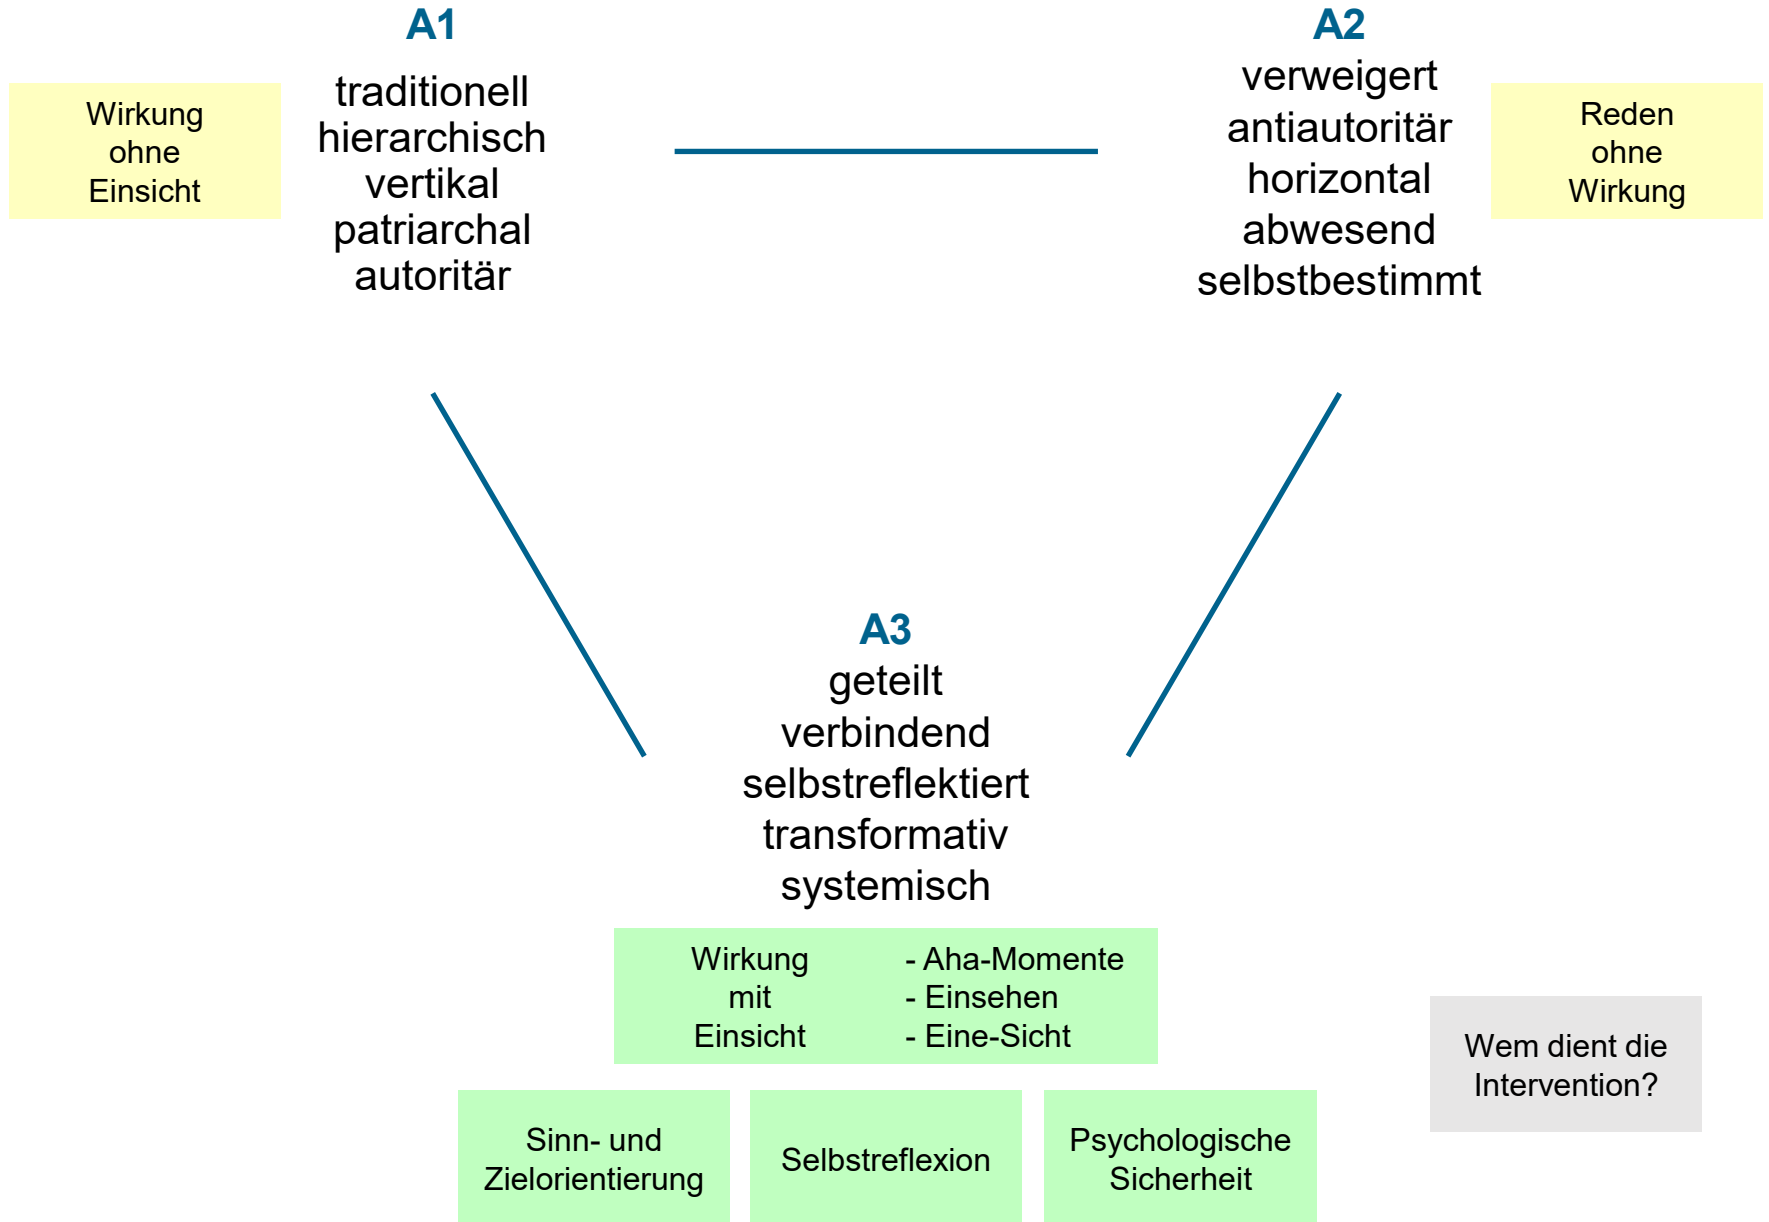 A1
traditionell
hierarchisch
vertikal
patriarchal
autoritär
Wirkung
ohne
Einsicht
A2
verweigert
antiautoritär
horizontal
abwesend
selbstbestimmt
Reden
ohne
Wirkung
A3
geteilt
verbindend
selbstreflektiert
transformativ
systemisch
Wirkung
mit
Einsicht
- Aha-Momente
- Einsehen
- Eine-Sicht
Sinn- und
Zielorientierung
Selbstreflexion
Psychologische
Sicherheit
Wem dient die
Intervention?